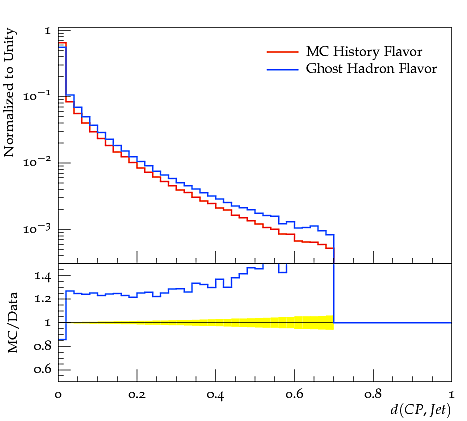 Normalized to Unity
1
10⁻¹
10⁻²
10⁻³
MC History Flavor
Ghost Hadron Flavor
MC/Data
1.4
1.2
1
0.8
0.6
0 0.2 0.4 0.6 0.8 1
d(CP, Jet)